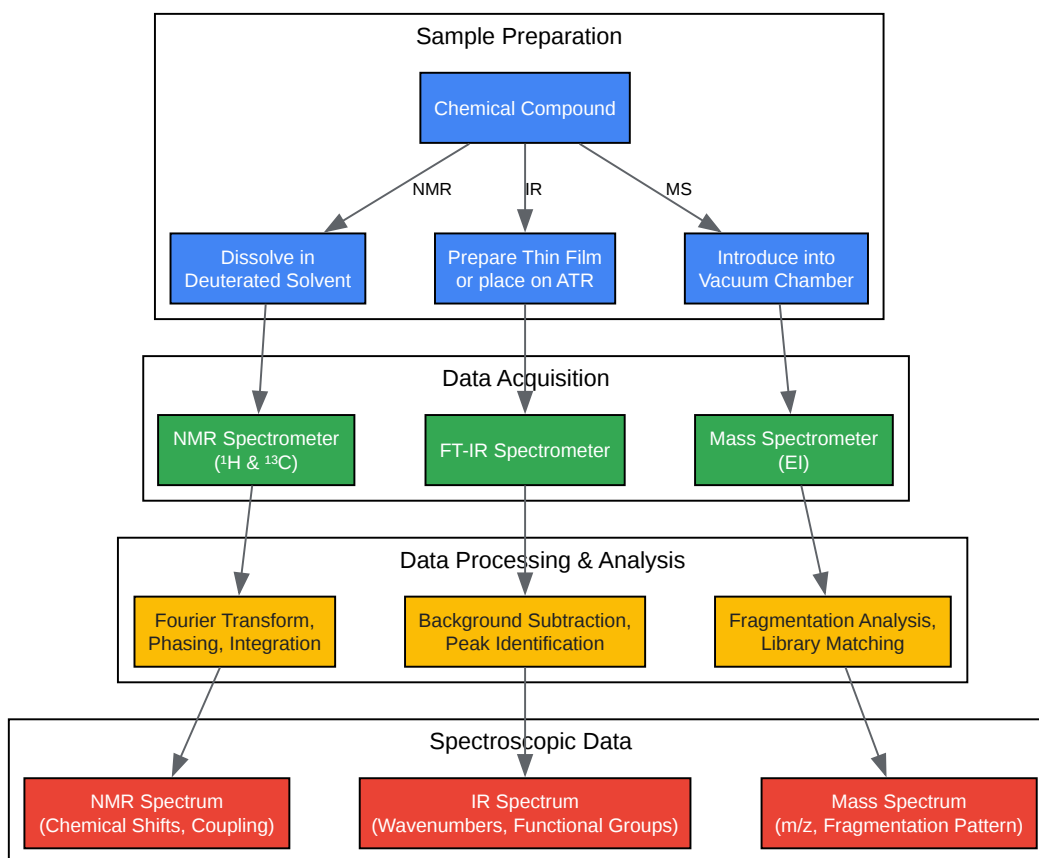 Sample Preparation
Chemical Compound
NMR
IR
MS
Dissolve in
Deuterated Solvent
Prepare Thin Film
or place on ATR
Introduce into
Vacuum Chamber
Data Acquisition
NMR Spectrometer
(¹H & ¹³C)
FT-IR Spectrometer
Mass Spectrometer
(EI)
Data Processing & Analysis
Fourier Transform,
Phasing, Integration
Background Subtraction,
Peak Identification
Fragmentation Analysis,
Library Matching
Spectroscopic Data
NMR Spectrum
(Chemical Shifts, Coupling)
IR Spectrum
(Wavenumbers, Functional Groups)
Mass Spectrum
(m/z, Fragmentation Pattern)